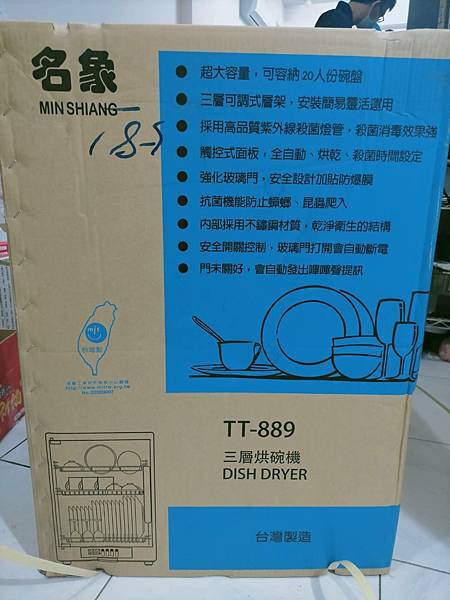 名象
MIN SHIANG
● 超大容量，可容納20人份碗盤
● 三層可調式層架，安裝簡易靈活運用
● 採用高品質紫外線殺菌燈管，殺菌消毒效果強
● 觸控式面板，全自動、烘乾、殺菌時間設定
● 強化玻璃門，安全設計加貼防爆膜
● 抗菌機能防止蟑螂、昆蟲爬入
● 內部採用不鏽鋼材質，乾淨衛生的結構
● 安全開關控制，玻璃門打開會自動斷電
● 門未關好，會自動發出嗶嗶聲提訊
mit
台灣製
http://www.mittw.org.tw
TT-889
三層烘碗機
DISH DRYER
台灣製造